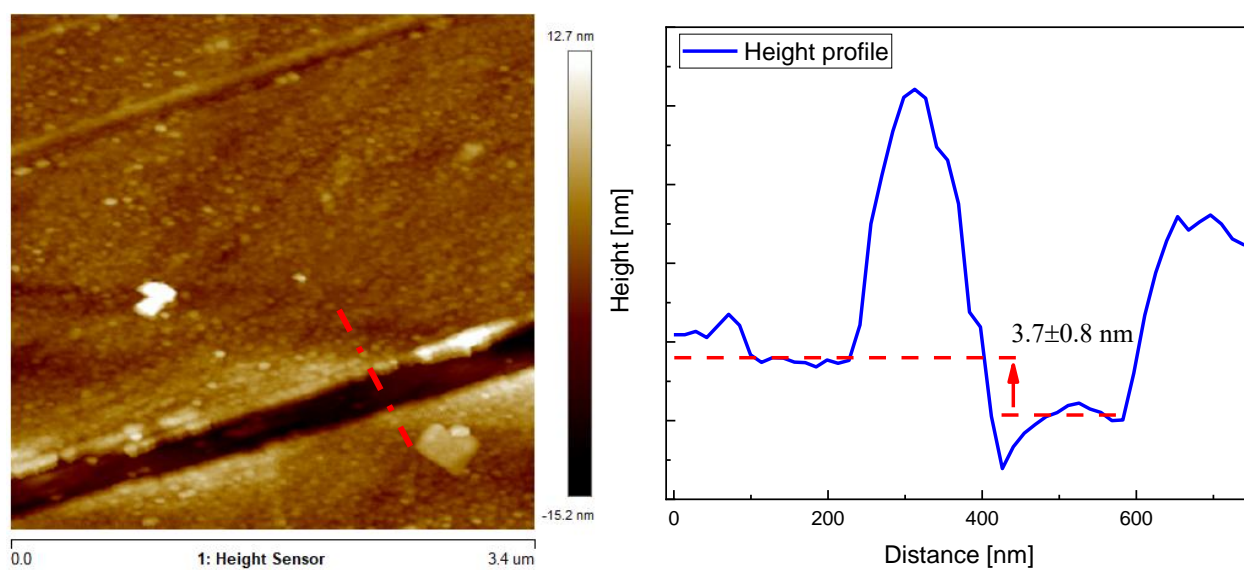 12.7 nm
-15.2 nm
0.0
1: Height Sensor
3.4 um
Height [nm]
Height profile
3.7±0.8 nm
0
200
400
600
Distance [nm]